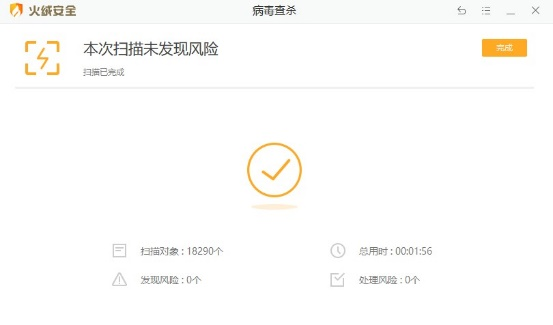 火绒安全
病毒查杀
本次扫描未发现风险
完成
扫描已完成
扫描对象 : 18290个
总用时 : 00:01:56
发现风险 : 0个
处理风险 : 0个